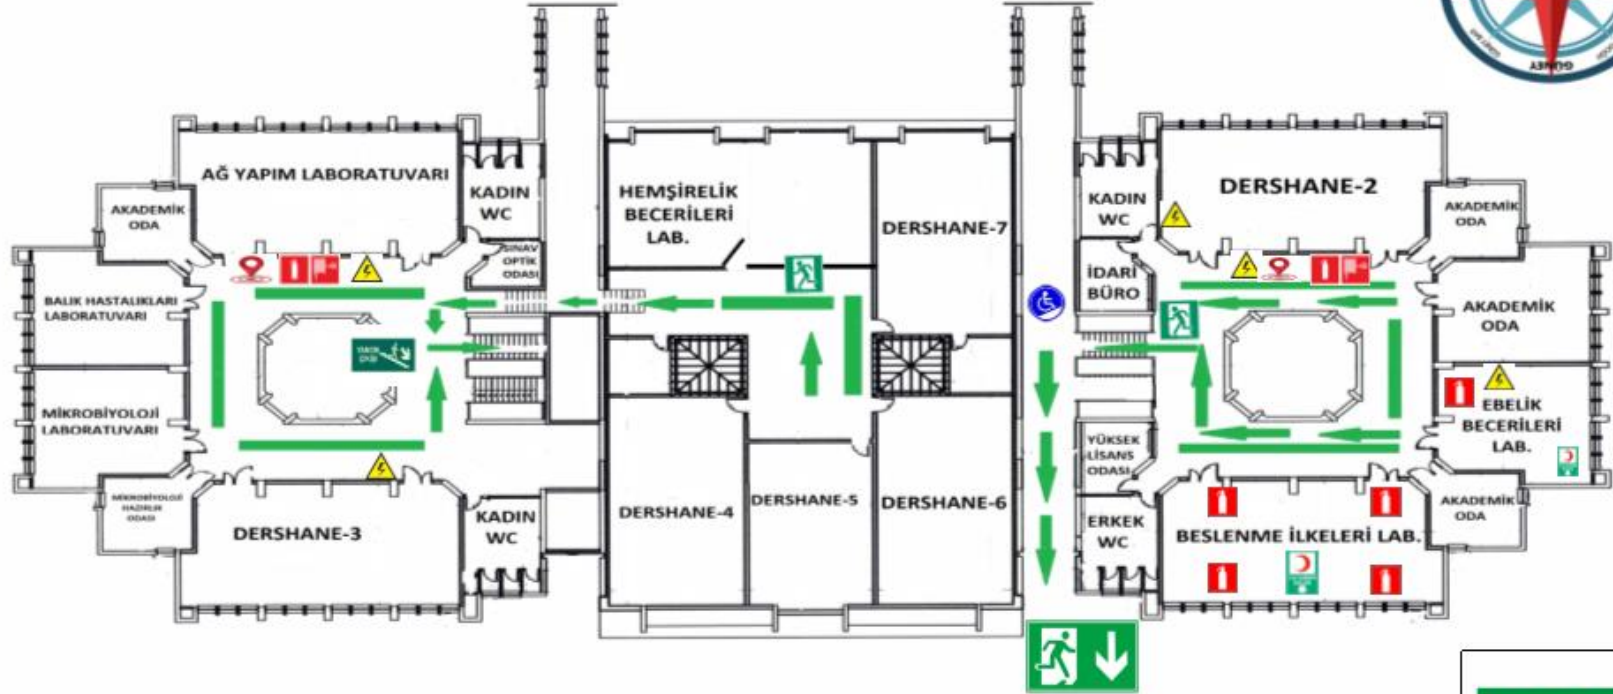 GÜNEY
AĞ YAPIM LABORATUVARI
AKADEMİK
ODA
KADIN
WC
SINAV
OPTİK
ODASI
BALIK HASTALIKLARI
LABORATUVARI
MİKROBİYOLOJİ
LABORATUVARI
MİKROBİYOLOJİ
HAZIRLIK
ODASI
DERSHANE-3
KADIN
WC
HEMŞİRELİK
BECERİLERİ
LAB.
DERSHANE-7
DERSHANE-4
DERSHANE-5
DERSHANE-6
KADIN
WC
İDARİ
BÜRO
YÜKSEK
LİSANS
ODASI
ERKEK
WC
DERSHANE-2
AKADEMİK
ODA
AKADEMİK
ODA
EBELİK
BECERİLERİ
LAB.
AKADEMİK
ODA
BESLENME İLKELERİ LAB.